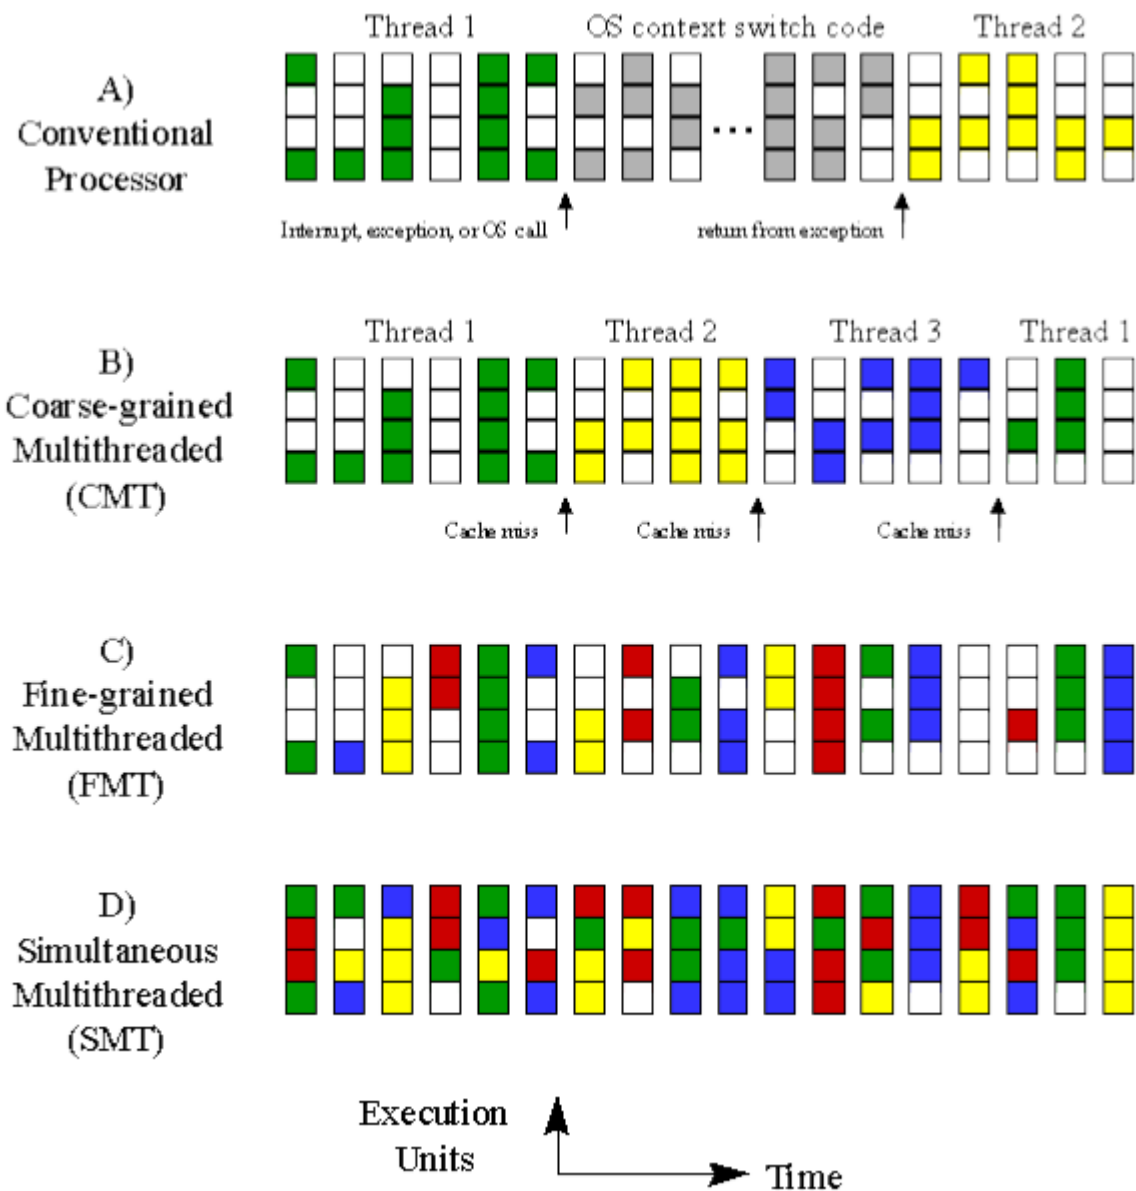 Thread 1 OS context switch code Thread 2
A)
Conventional
Processor
Interrupt, exception, or OS call return from exception
Thread 1 Thread 2 Thread 3 Thread 1
B)
Coarse-grained
Multithreaded
(CMT)
Cache miss Cache miss Cache miss
C)
Fine-grained
Multithreaded
(FMT)
D)
Simultaneous
Multithreaded
(SMT)
Execution
Units
Time